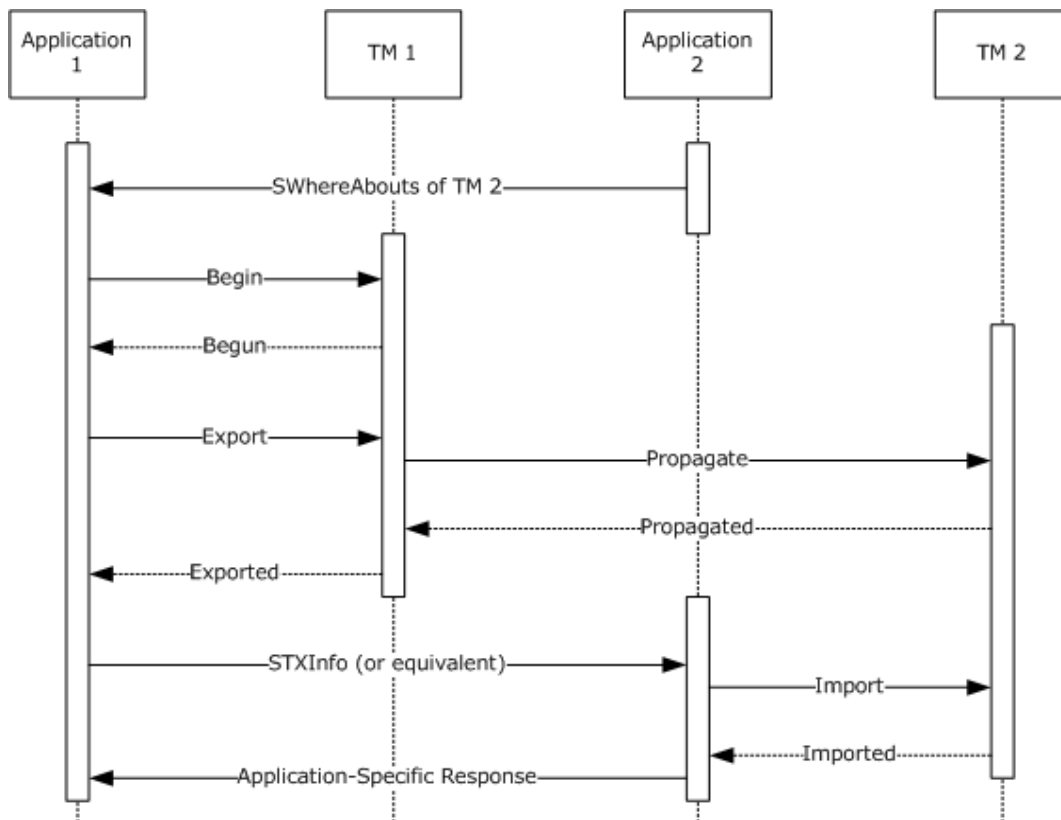 Application
1
TM 1
Application
2
TM 2
SWhereAbouts of TM 2
Begin
Begun
Export
Propagate
Propagated
Exported
STXInfo (or equivalent)
Import
Imported
Application-Specific Response